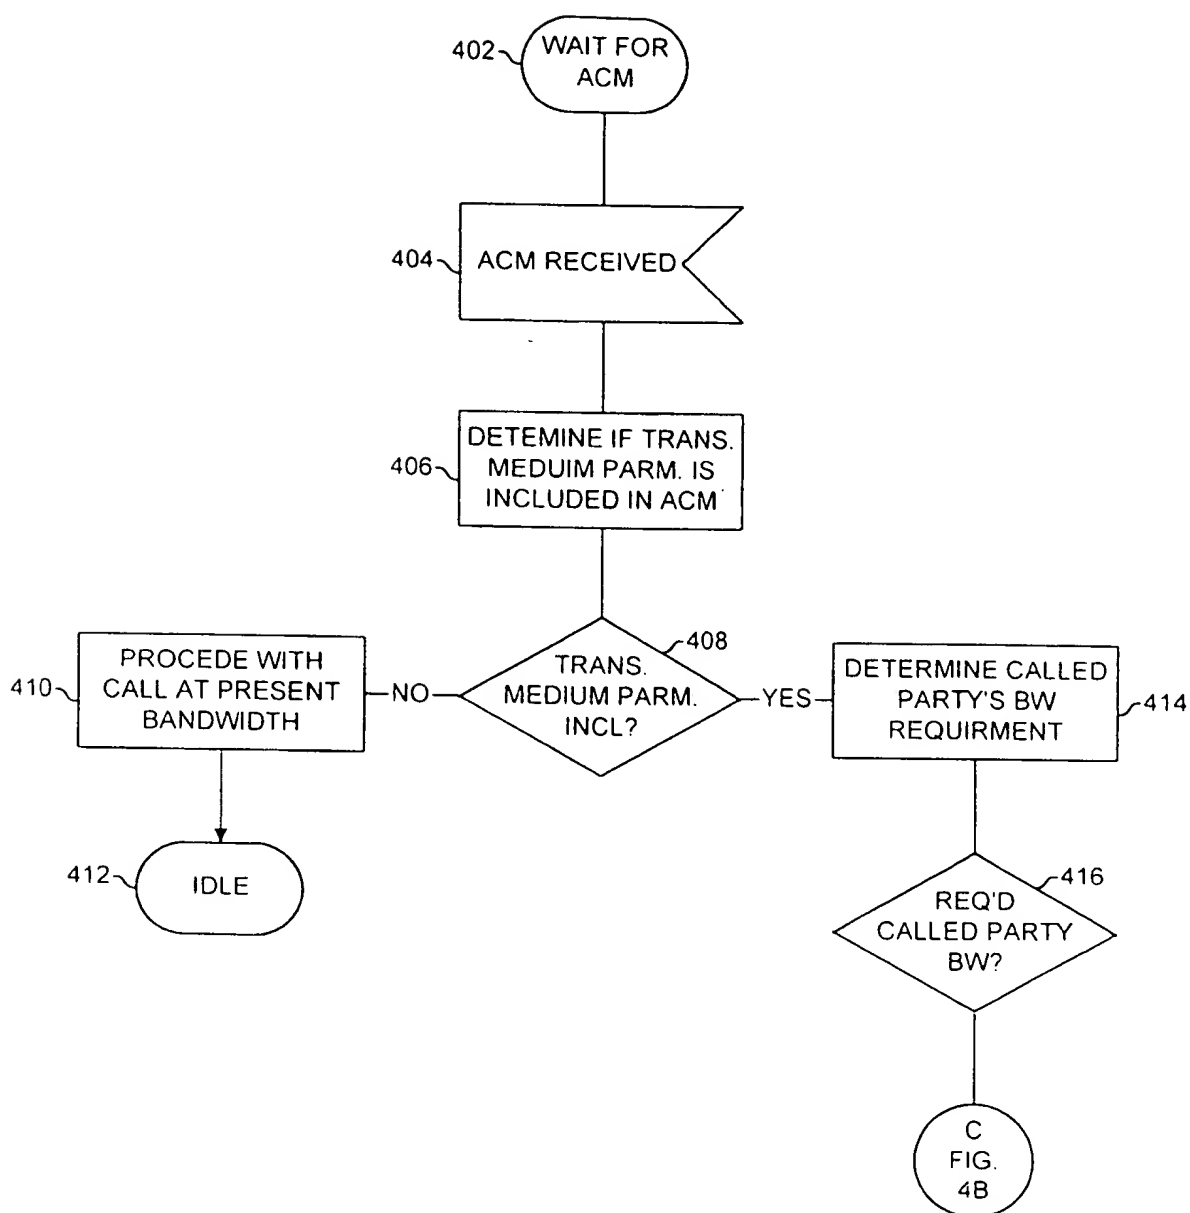 402
WAIT FOR
ACM
404
ACM RECEIVED
406
DETEMINE IF TRANS.
MEDUIM PARM. IS
INCLUDED IN ACM
408
TRANS.
MEDIUM PARM.
INCL?
NO
YES
410
PROCEDE WITH
CALL AT PRESENT
BANDWIDTH
412
IDLE
DETERMINE CALLED
PARTY'S BW
REQUIRMENT
414
416
REQ'D
CALLED PARTY
BW?
C
FIG.
4B